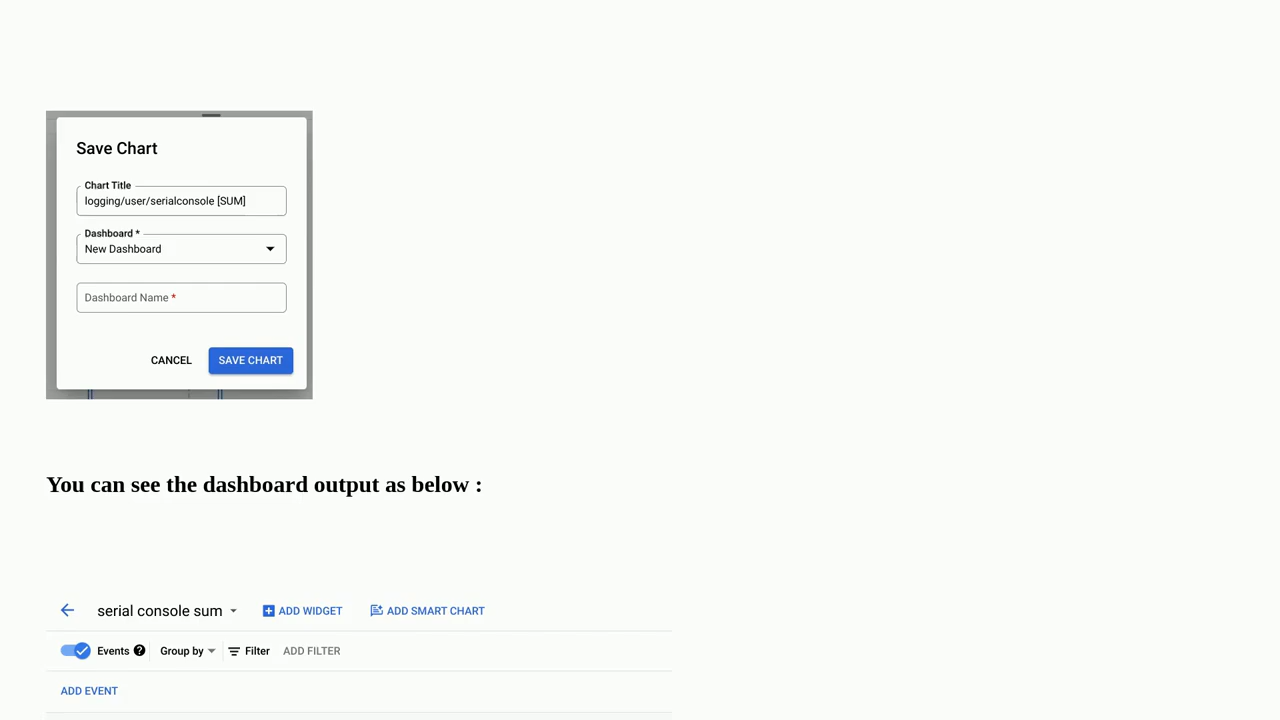 Save Chart
Chart Title
logging/user/serialconsole [SUM]
Dashboard *
New Dashboard
Dashboard Name *
CANCEL SAVE CHART
You can see the dashboard output as below :
serial console sum ADD WIDGET ADD SMART CHART
Events Group by Filter ADD FILTER
ADD EVENT